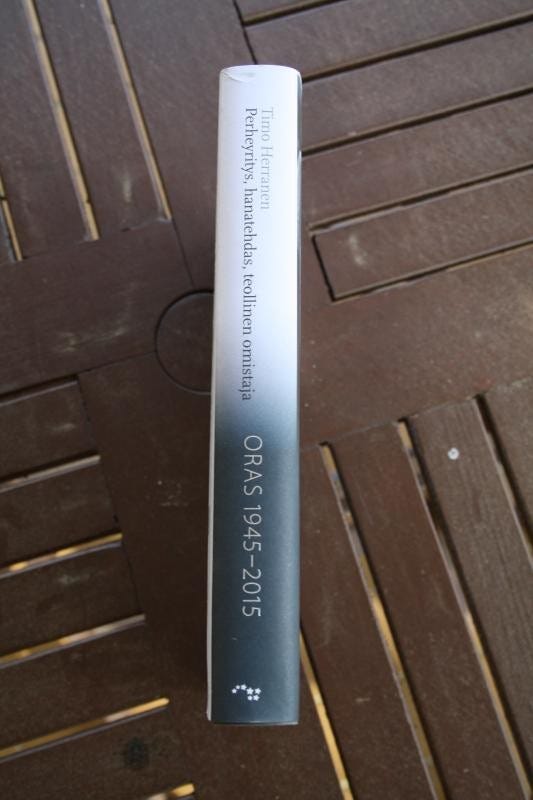 Timo Herranen
Perheyritys, hanatehdas, teollinen omistaja
ORAS 1945–2015